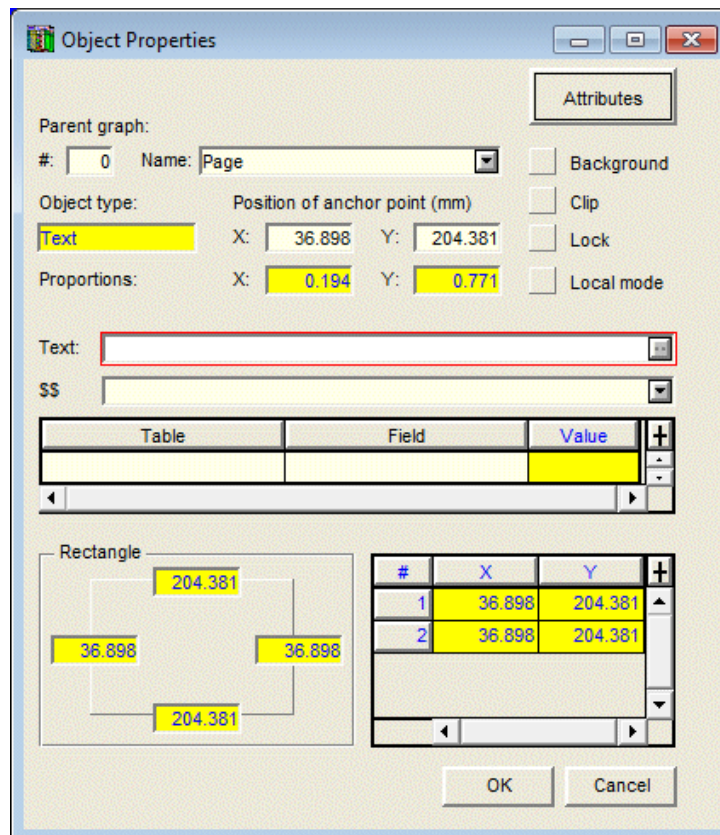 Object Properties
Attributes
Parent graph:
#: 0 Name: Page
Background
Object type: Position of anchor point (mm)
Clip
Text X: 36.898 Y: 204.381
Lock
Proportions: X: 0.194 Y: 0.771
Local mode
Text:
$$
Table Field Value +
Rectangle
204.381
36.898 36.898
204.381
# X Y +
1 36.898 204.381
2 36.898 204.381
OK Cancel